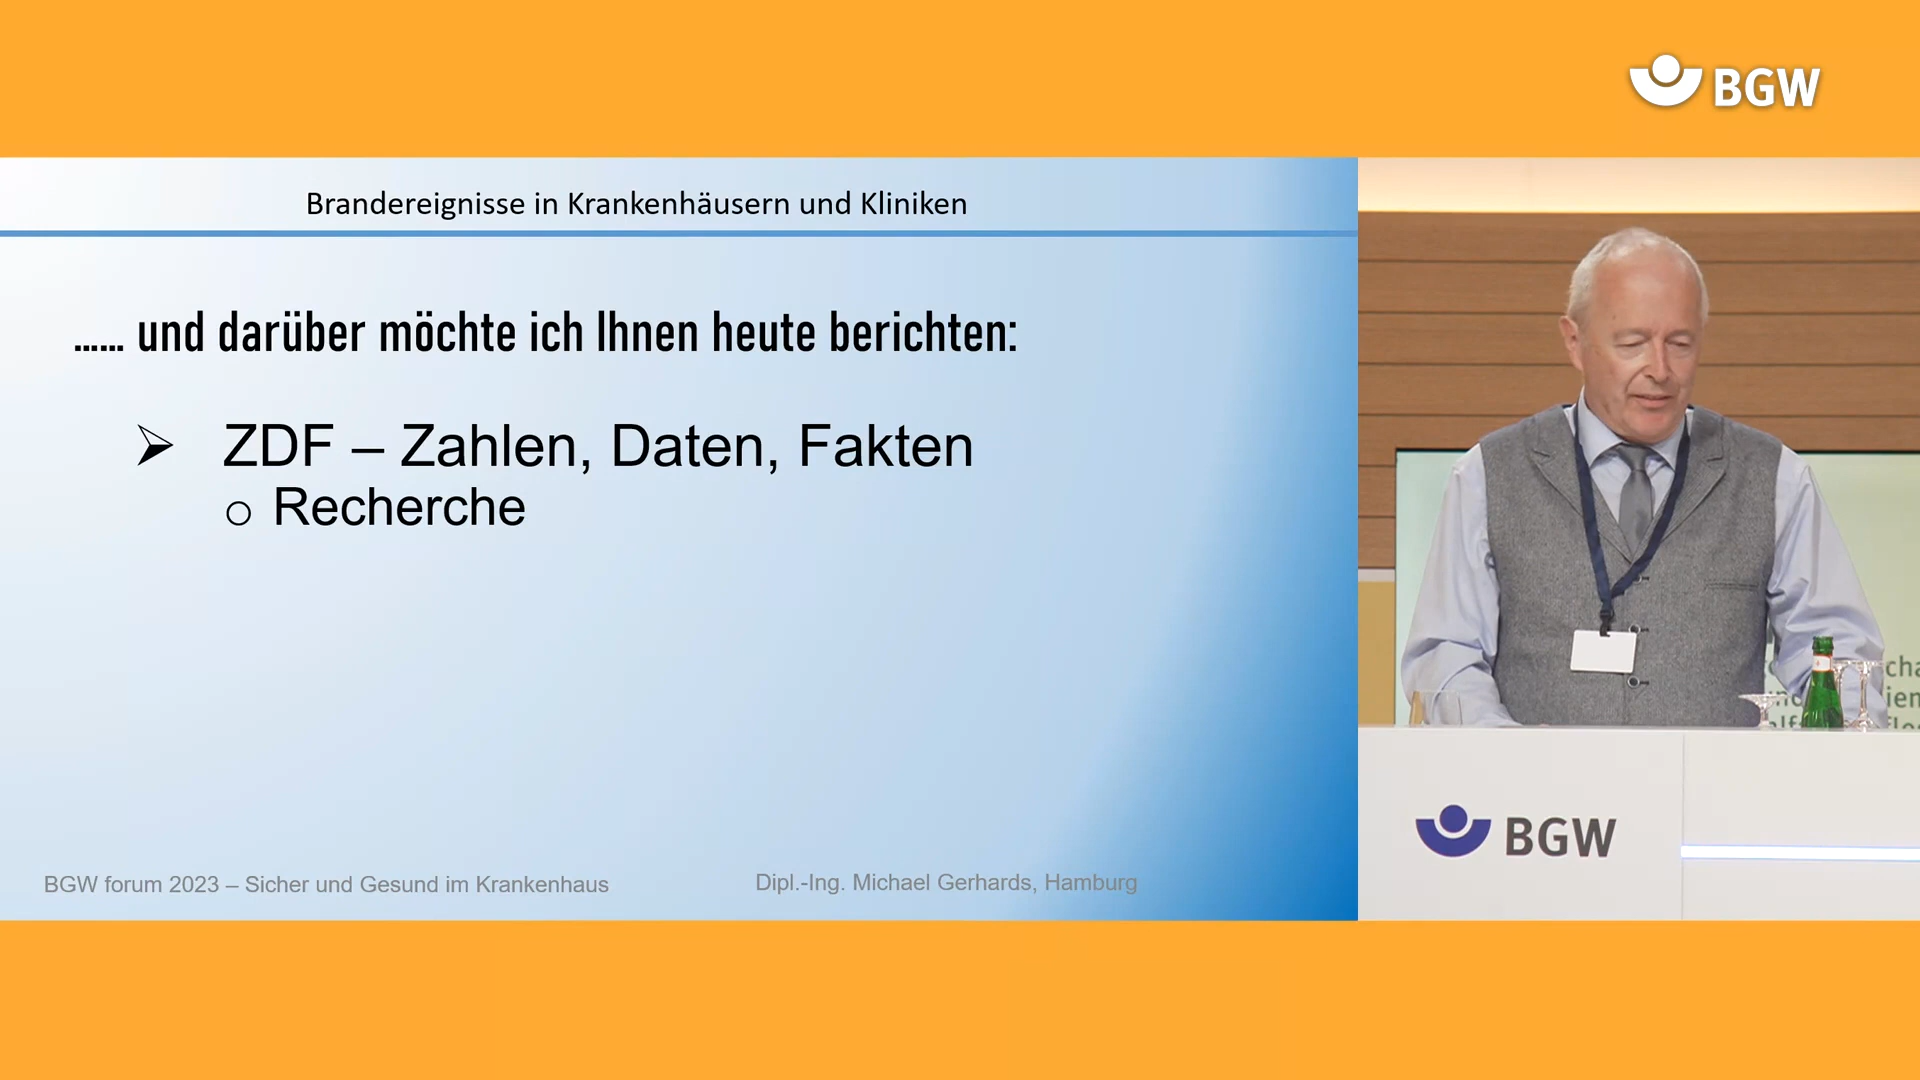 BGW
Brandereignisse in Krankenhäusern und Kliniken
...... und darüber möchte ich Ihnen heute berichten:
➢ ZDF – Zahlen, Daten, Fakten
o Recherche
BGW forum 2023 – Sicher und Gesund im Krankenhaus
Dipl.-Ing. Michael Gerhards, Hamburg
BGW